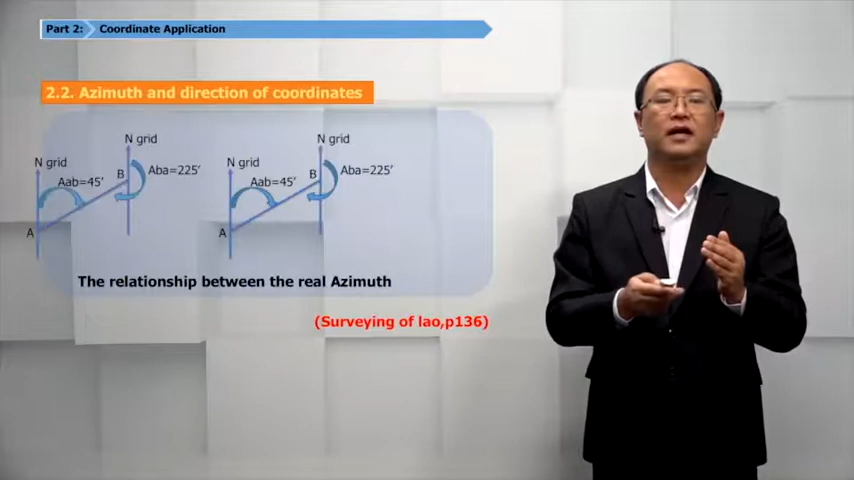 Part 2: Coordinate Application
2.2. Azimuth and direction of coordinates
N grid
Aab=45′
A
N grid
B
Aba=225′
N grid
Aab=45′
A
N grid
B
Aba=225′
The relationship between the real Azimuth
(Surveying of lao,p136)